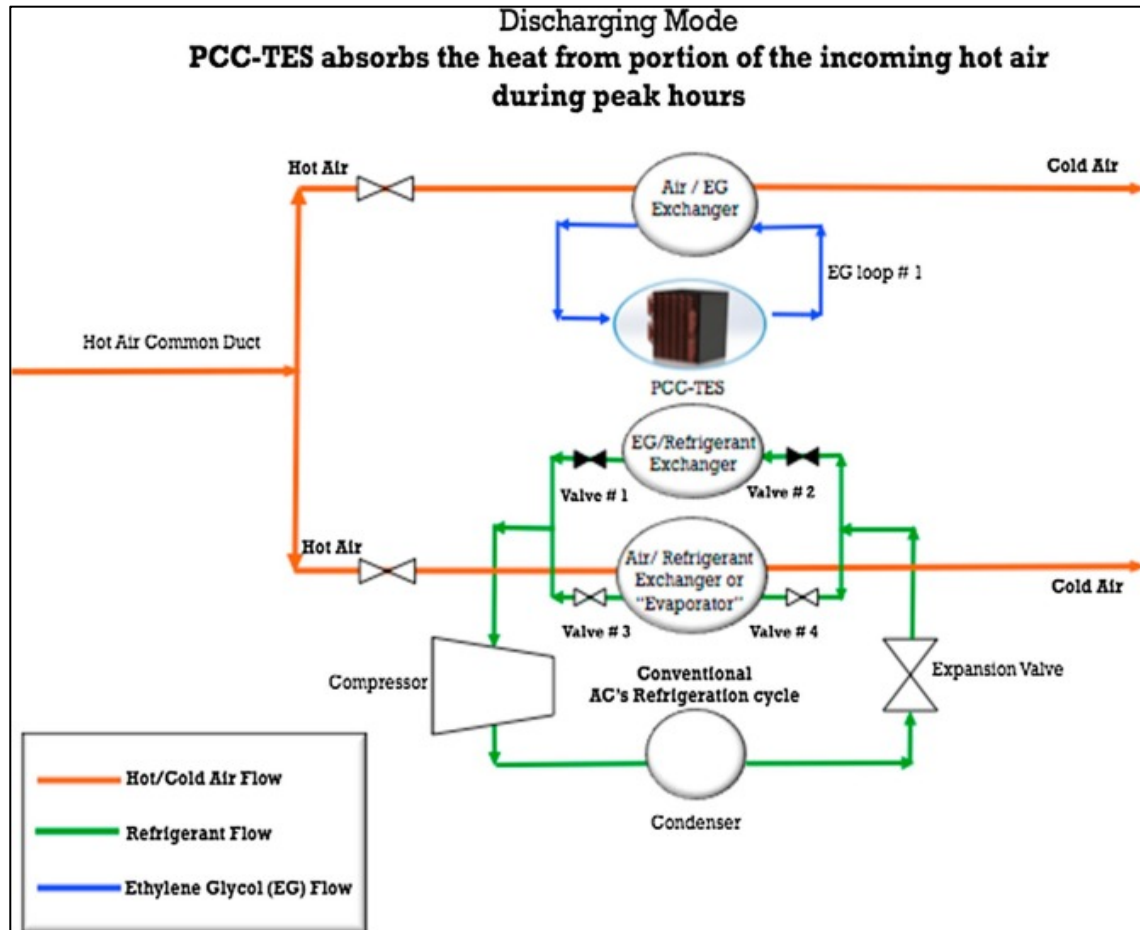 Discharging Mode
PCC-TES absorbs the heat from portion of the incoming hot air
during peak hours
Hot Air
Cold Air
Air / EG
Exchanger
EG loop # 1
Hot Air Common Duct
PCC-TES
EG/Refrigerant
Exchanger
Valve # 1
Valve # 2
Hot Air
Air/ Refrigerant
Exchanger or
"Evaporator"
Cold Air
Valve # 3
Valve # 4
Compressor
Conventional
AC's Refrigeration cycle
Expansion Valve
Condenser
Hot/Cold Air Flow
Refrigerant Flow
Ethylene Glycol (EG) Flow